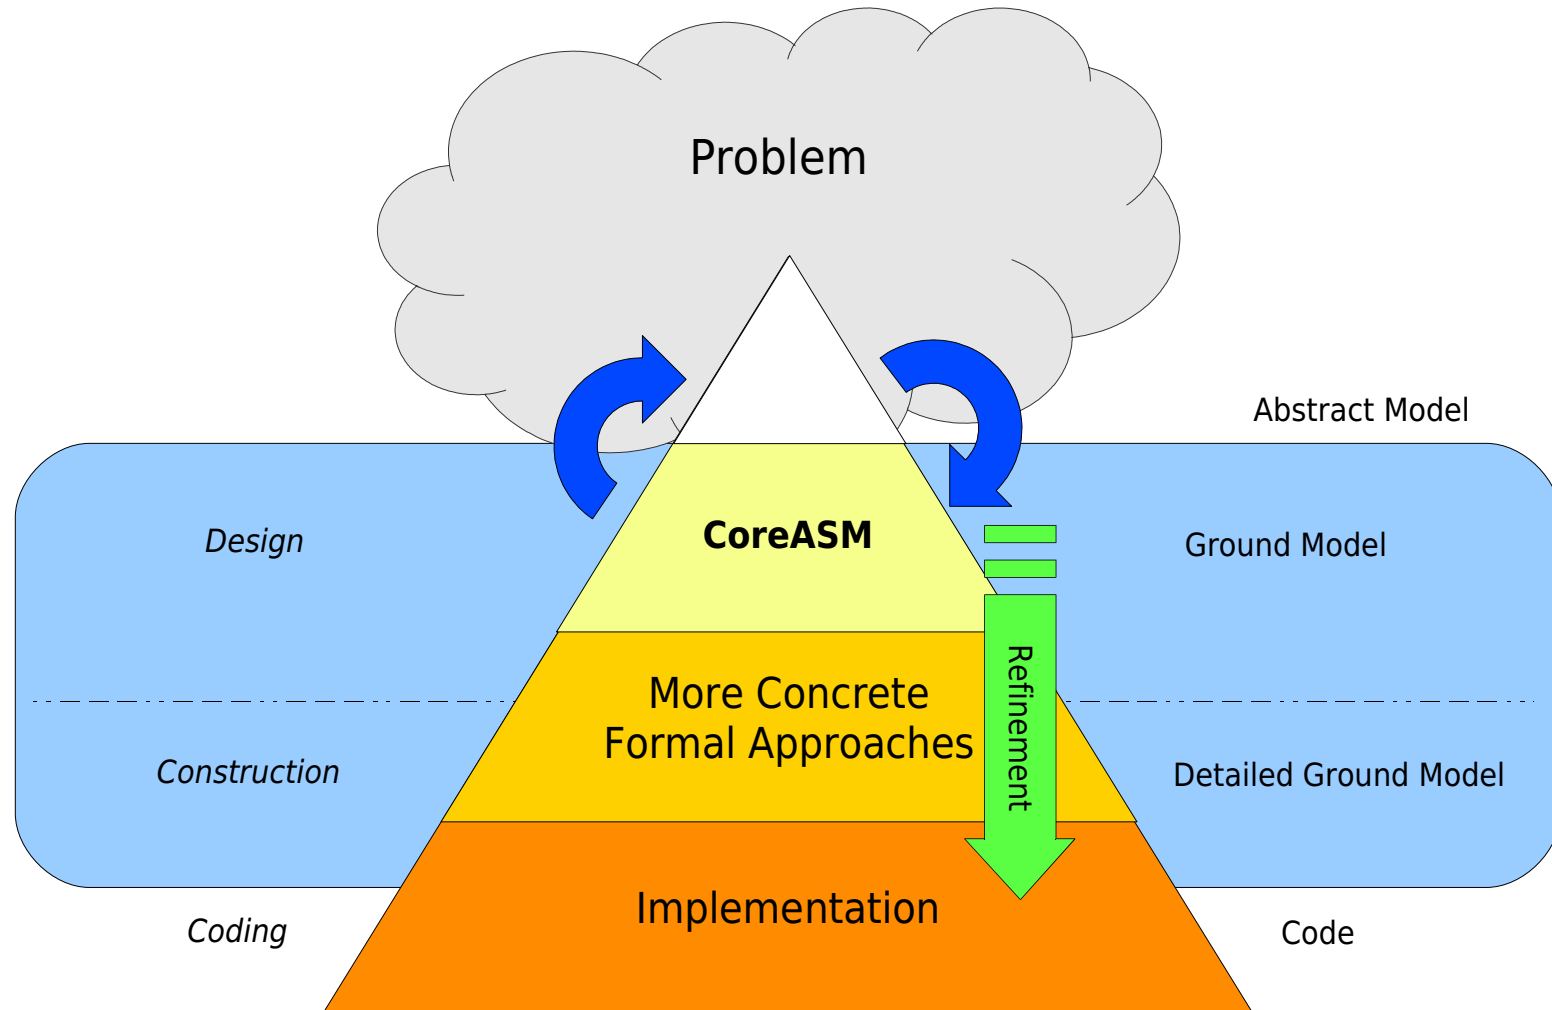 Problem
Abstract Model
Design
CoreASM
Ground Model
Refinement
More Concrete
Formal Approaches
Construction
Detailed Ground Model
Implementation
Coding
Code